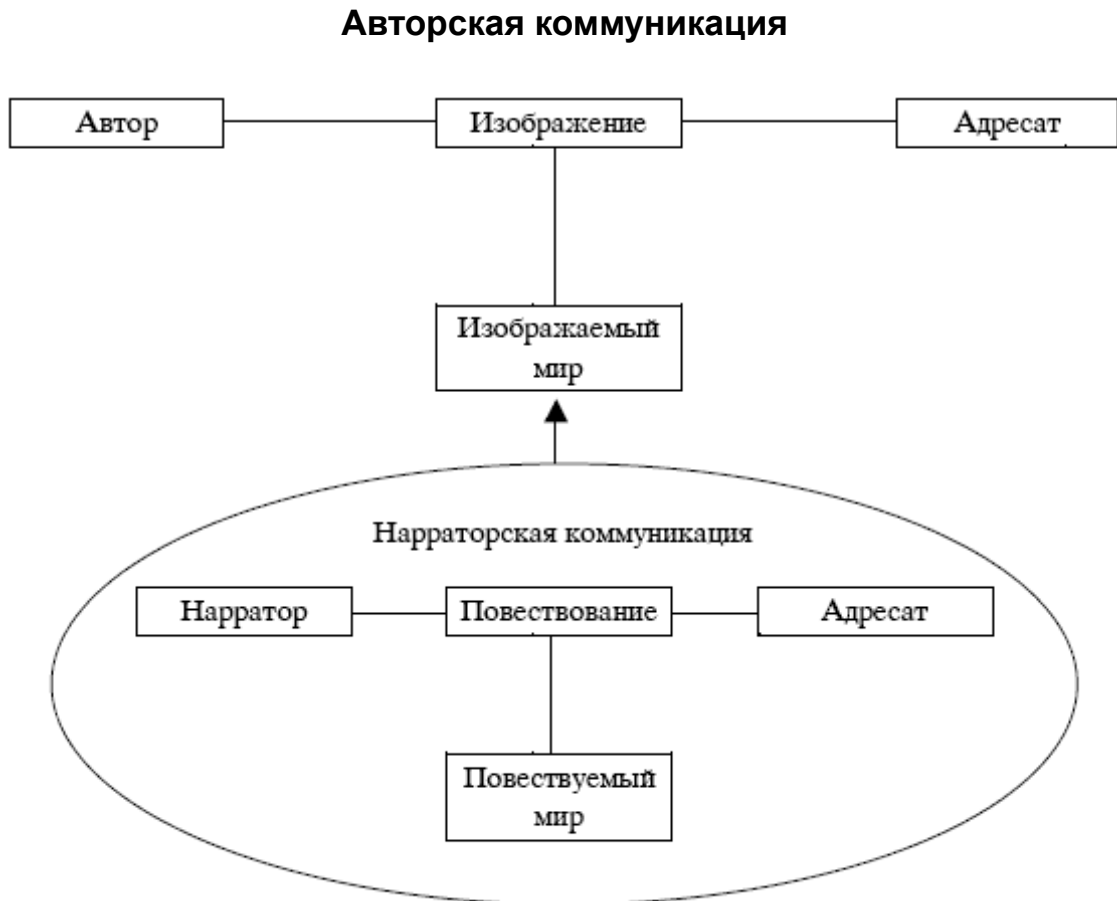 Авторская коммуникация
Автор
Изображение
Адресат
Изображаемый
мир
Нарраторская коммуникация
Нарратор
Повествование
Адресат
Повествуемый
мир